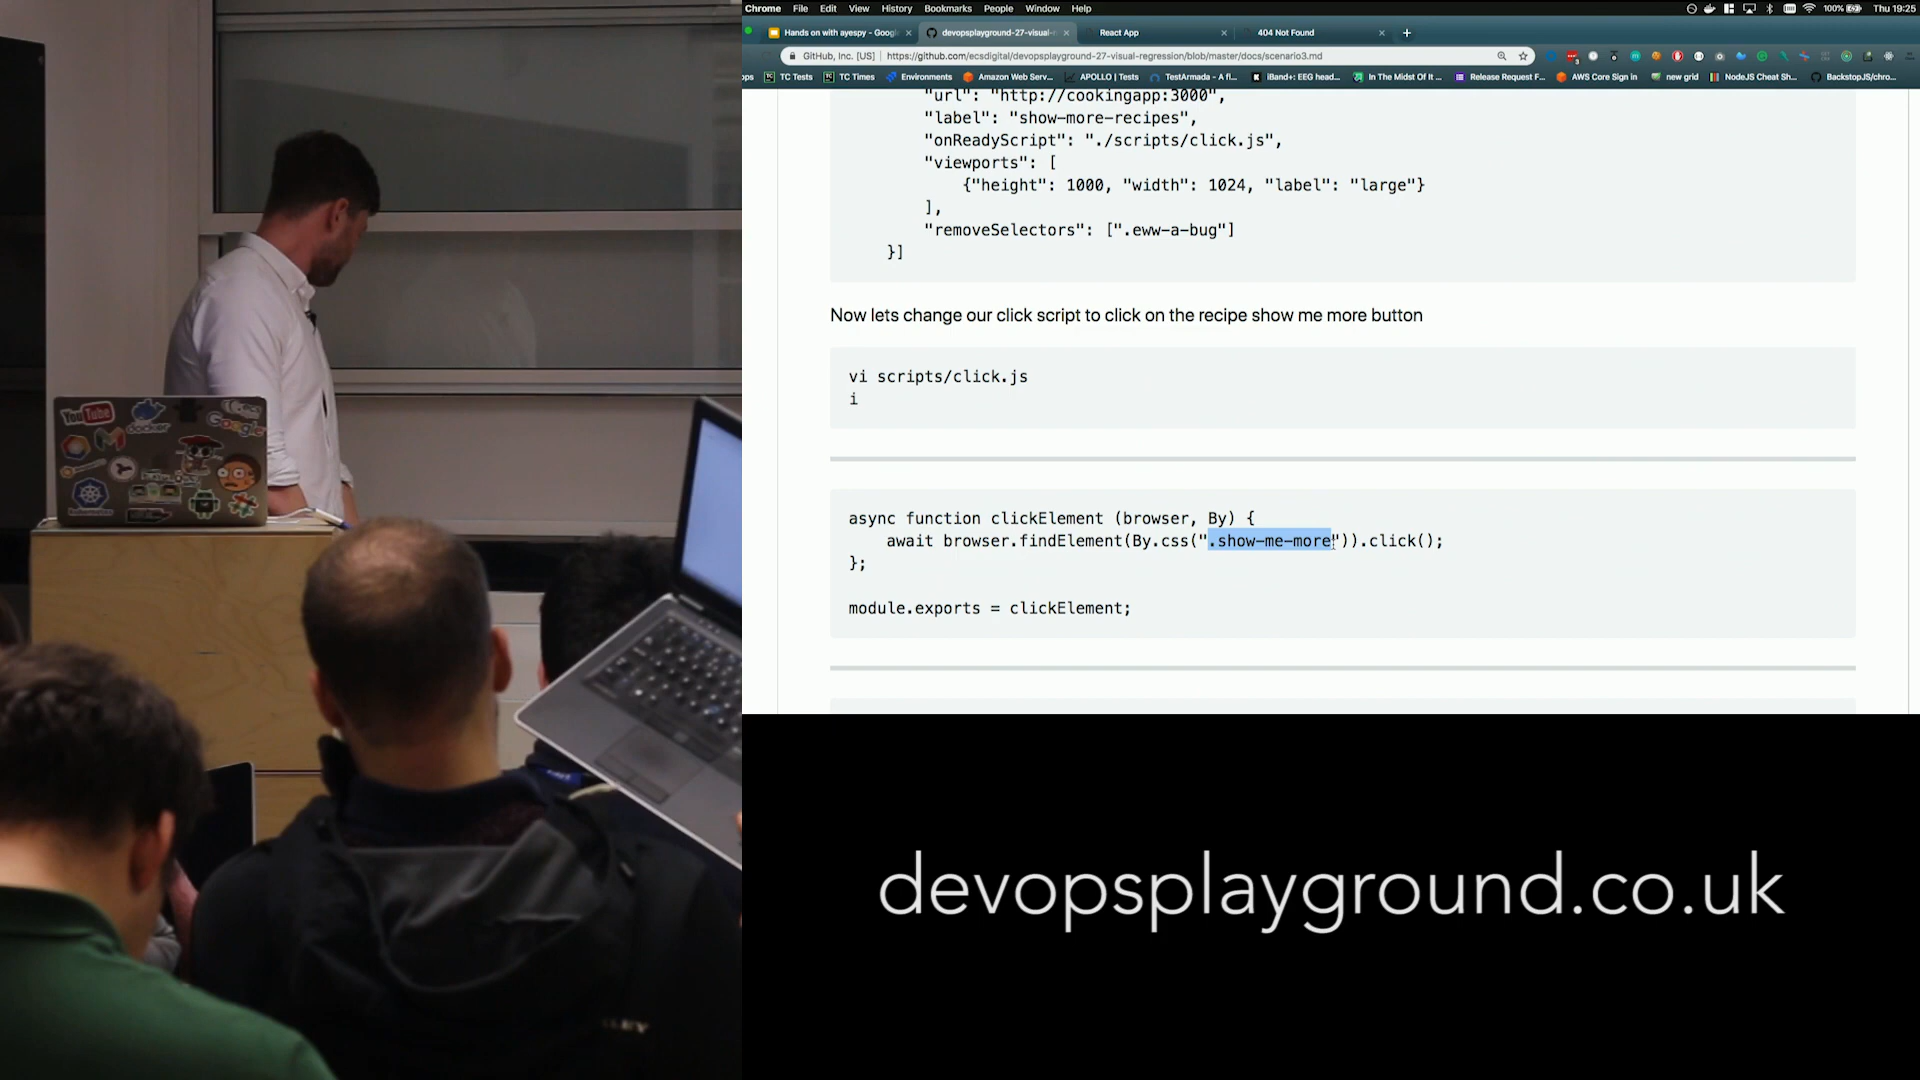 Chrome File Edit View History Bookmarks People Window Help
100% Thu 19:25
Hands on with ayespy - Googl
devopsplayground-27-visual-r
React App
404 Not Found
GitHub, Inc. [US] | https://github.com/ecsdigital/devopsplayground-27-visual-regression/blob/master/docs/scenario3.md
ps TC Tests TC Times Environments Amazon Web Serv... APOLLO | Tests TestArmada - A fl... iBand+: EEG head... In The Midst Of It ... Release Request F... AWS Core Sign in new grid NodeJS Cheat Sh... BackstopJS/chro...
"url": "http://cookingapp:3000",
"label": "show-more-recipes",
"onReadyScript": "./scripts/click.js",
"viewports": [
{"height": 1000, "width": 1024, "label": "large"}
],
"removeSelectors": [".eww-a-bug"]
}]
Now lets change our click script to click on the recipe show me more button
vi scripts/click.js
i
async function clickElement (browser, By) {
await browser.findElement(By.css(".show-me-more")).click();
};
module.exports = clickElement;
devopsplayground.co.uk
YouTube
docker
Google
kubernetes